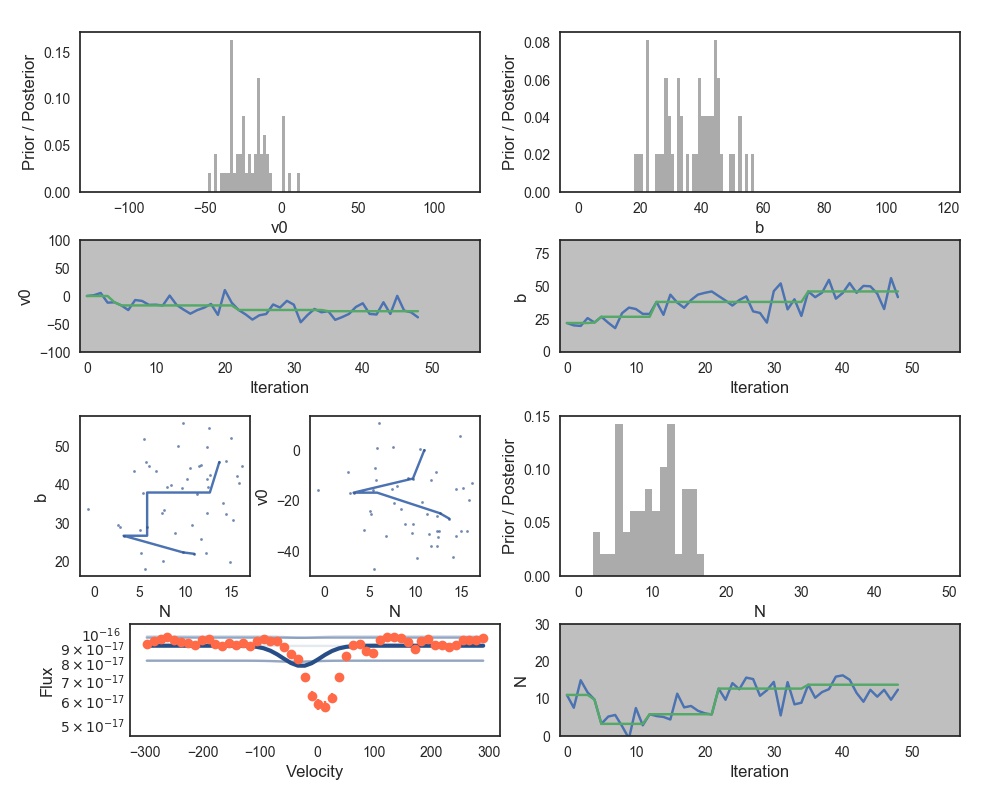 Prior / Posterior
0.15
0.10
0.05
0.00
−100 −50 0 50 100
v0
Prior / Posterior
0.08
0.06
0.04
0.02
0.00
0 20 40 60 80 100 120
b
v0
100
50
0
−50
−100
0 10 20 30 40 50
Iteration
b
75
50
25
0
0 10 20 30 40 50
Iteration
b
50
40
30
20
0 5 10 15
N
v0
0
−20
−40
0 5 10 15
N
Prior / Posterior
0.15
0.10
0.05
0.00
0 10 20 30 40 50
N
Flux
10⁻¹⁶
9 × 10⁻¹⁷
8 × 10⁻¹⁷
7 × 10⁻¹⁷
6 × 10⁻¹⁷
5 × 10⁻¹⁷
−300 −200 −100 0 100 200 300
Velocity
N
30
20
10
0
0 10 20 30 40 50
Iteration